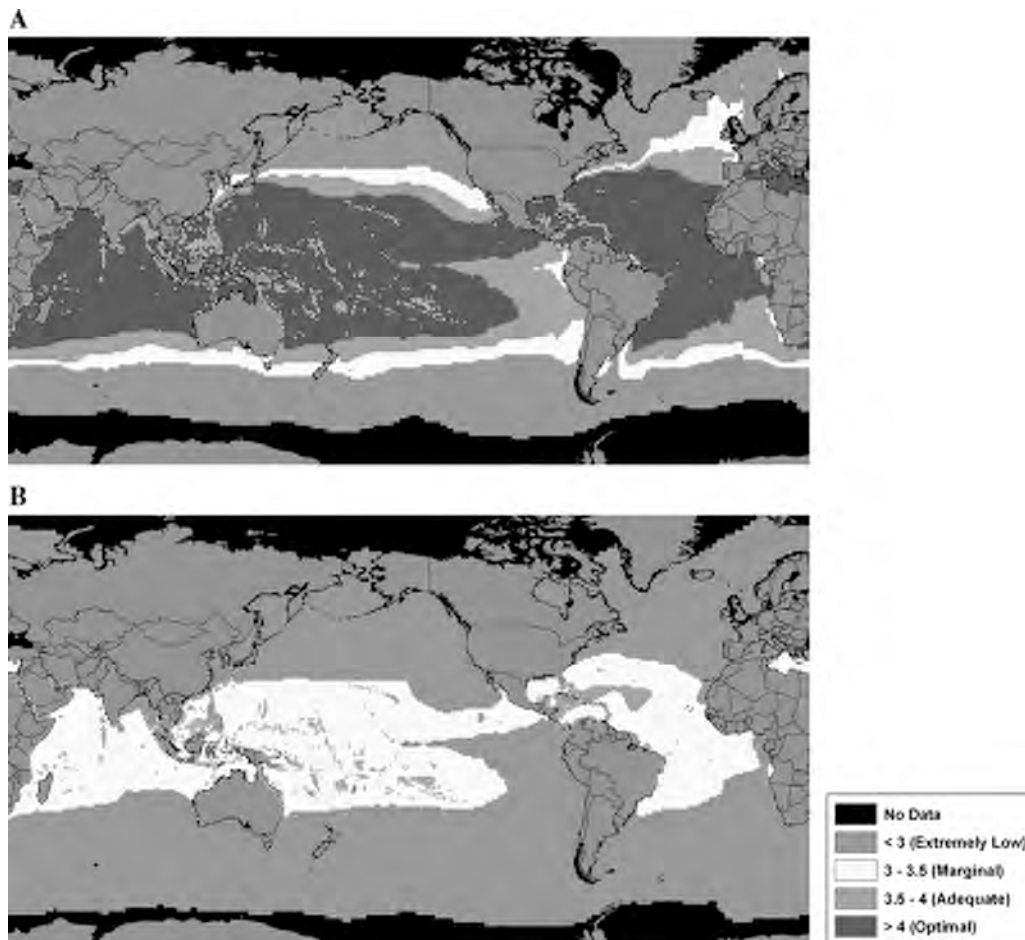 A
B
No Data
< 3 (Extremely Low)
3 - 3.5 (Marginal)
3.5 - 4 (Adequate)
> 4 (Optimal)